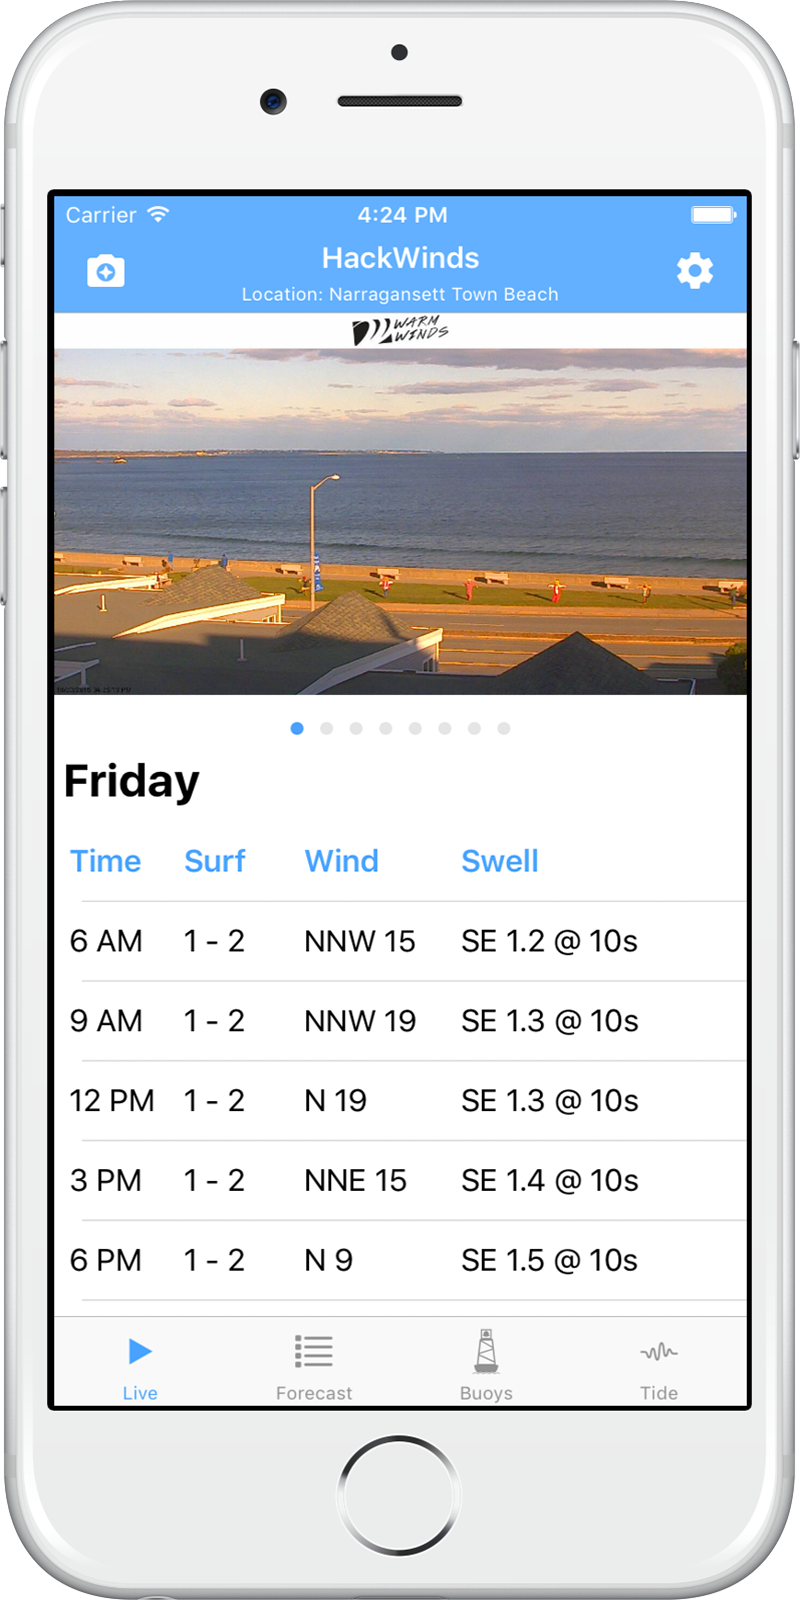 Carrier 4:24 PM
HackWinds
Location: Narragansett Town Beach
WARM
WINDS
Friday
Time Surf Wind Swell
6 AM 1 - 2 NNW 15 SE 1.2 @ 10s
9 AM 1 - 2 NNW 19 SE 1.3 @ 10s
12 PM 1 - 2 N 19 SE 1.3 @ 10s
3 PM 1 - 2 NNE 15 SE 1.4 @ 10s
6 PM 1 - 2 N 9 SE 1.5 @ 10s
Live Forecast Buoys Tide